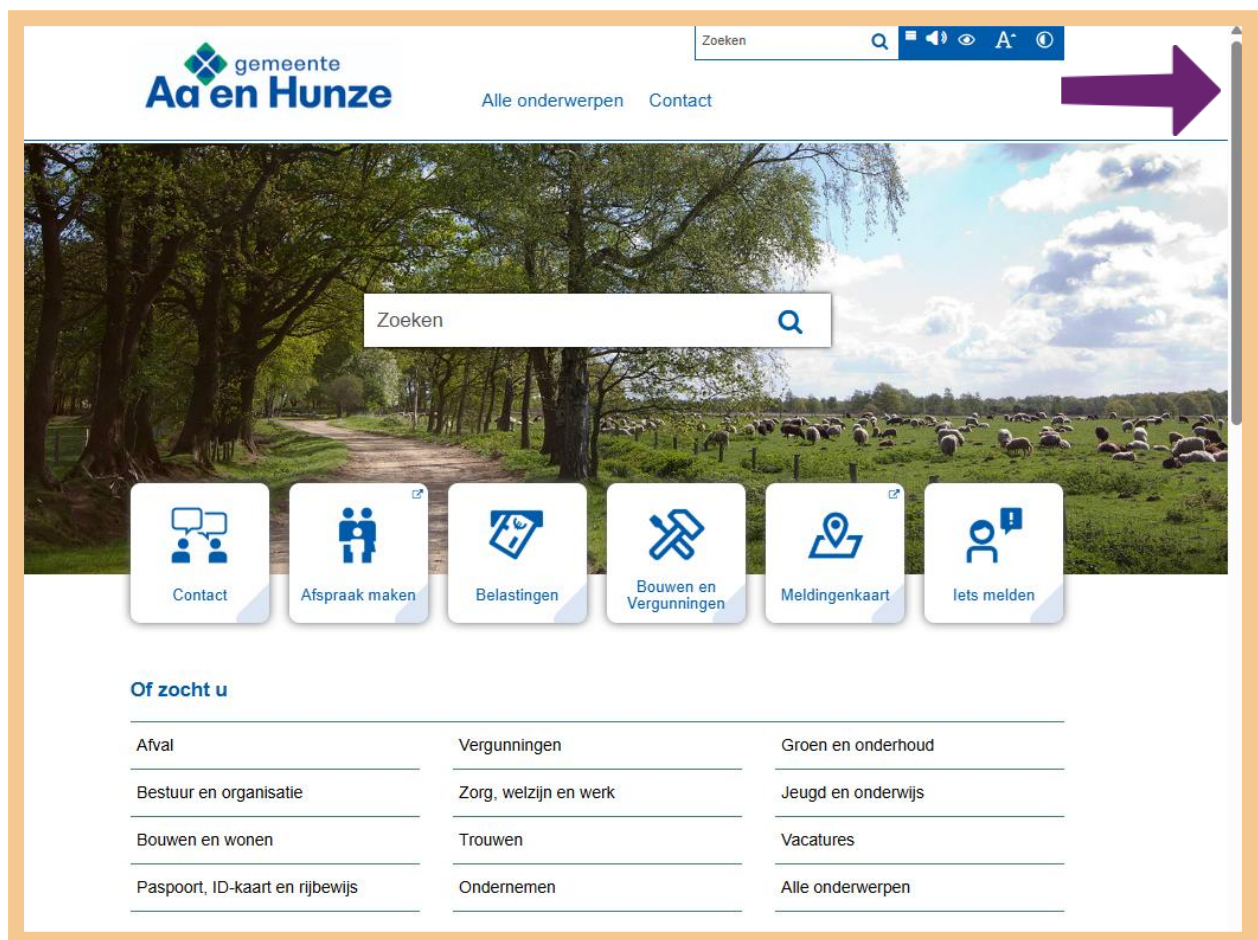 Zoeken
A
gemeente
Aa en Hunze
Alle onderwerpen Contact
Zoeken
Contact
Afspraak maken
Belastingen
Bouwen en
Vergunningen
Meldingenkaart
Iets melden
Of zocht u
Afval
Vergunningen
Groen en onderhoud
Bestuur en organisatie
Zorg, welzijn en werk
Jeugd en onderwijs
Bouwen en wonen
Trouwen
Vacatures
Paspoort, ID-kaart en rijbewijs
Ondernemen
Alle onderwerpen